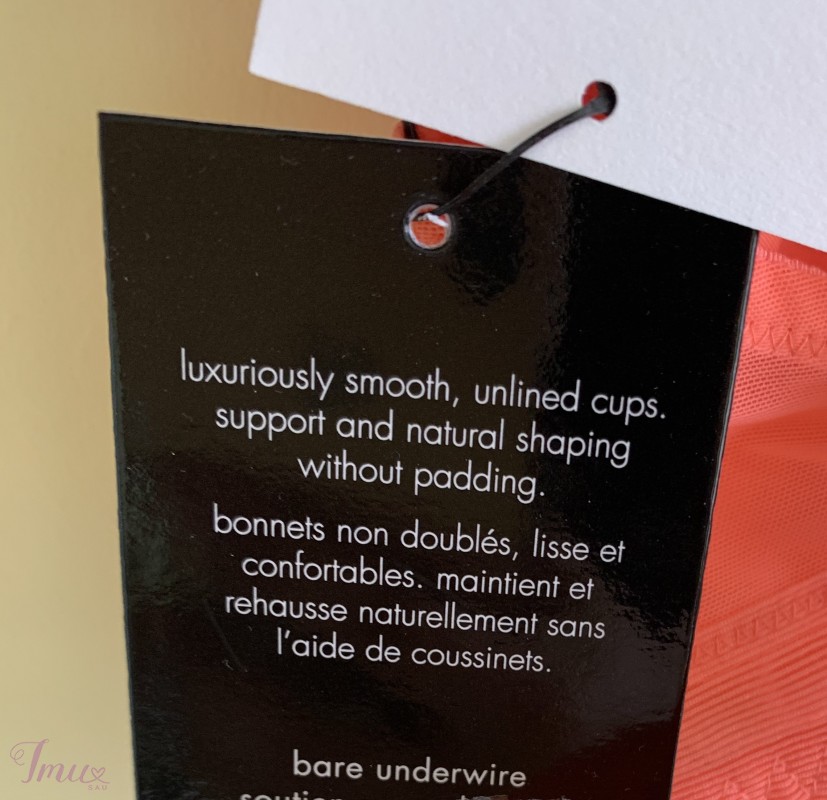 luxuriously smooth, unlined cups.
support and natural shaping
without padding.
bonnets non doublés, lisse et
confortables. maintient et
rehausse naturellement sans
l'aide de coussinets.
bare underwire
Imux